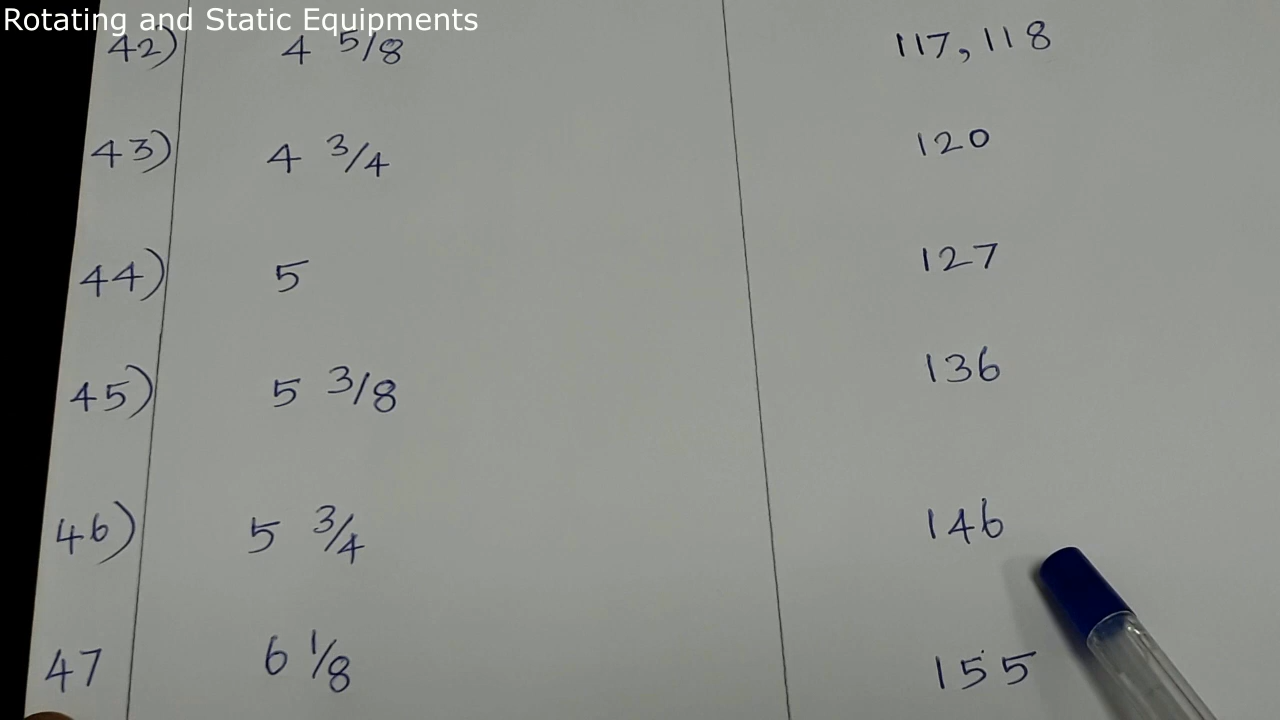 Rotating and Static Equipments
42) 4 5/8 117, 118
43) 4 3/4 120
44) 5 127
45) 5 3/8 136
46) 5 3/4 146
47 6 1/8 155